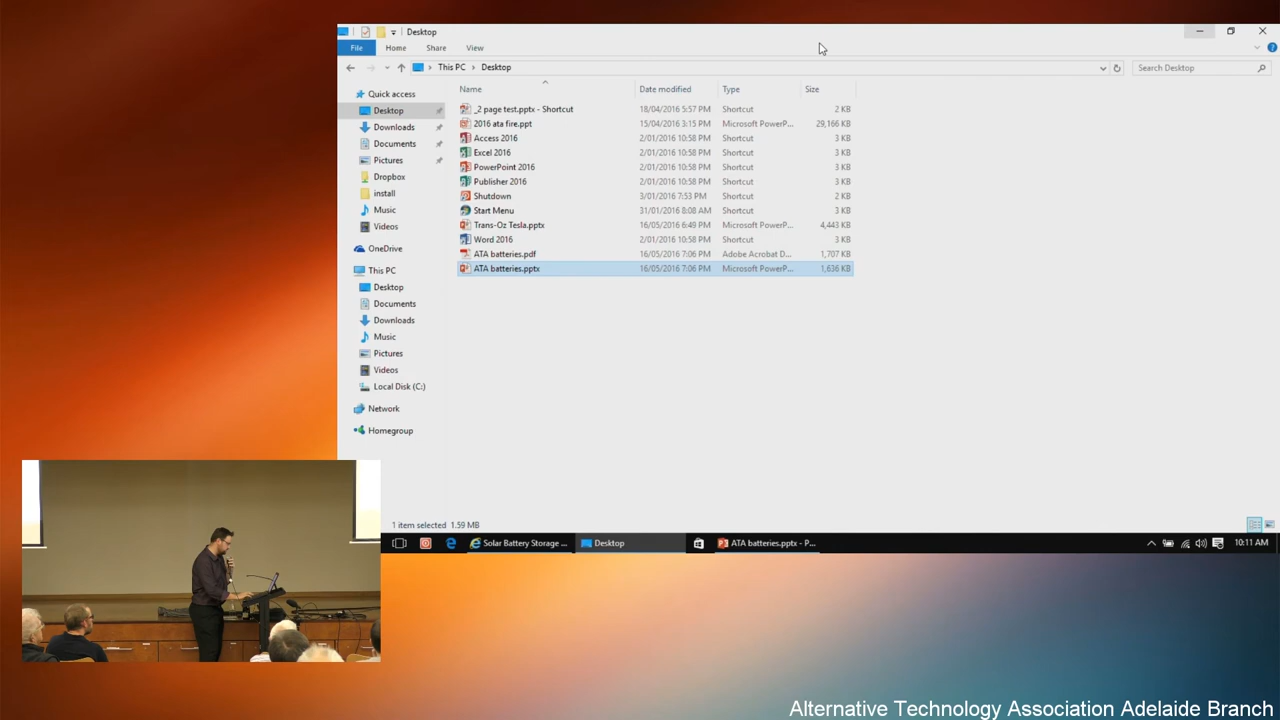 Desktop
File Home Share View
This PC Desktop Search Desktop
Name Date modified Type Size
_2 page test.pptx - Shortcut 18/04/2016 5:57 PM Shortcut 2 KB
2016 ata fire.ppt 15/04/2016 3:15 PM Microsoft PowerP... 29,166 KB
Access 2016 2/01/2016 10:58 PM Shortcut 3 KB
Excel 2016 2/01/2016 10:58 PM Shortcut 3 KB
PowerPoint 2016 2/01/2016 10:58 PM Shortcut 3 KB
Publisher 2016 2/01/2016 10:58 PM Shortcut 3 KB
Shutdown 3/01/2016 7:53 PM Shortcut 2 KB
Start Menu 31/01/2016 8:08 AM Shortcut 3 KB
Trans-Oz Tesla.pptx 16/05/2016 6:49 PM Microsoft PowerP... 4,443 KB
Word 2016 2/01/2016 10:58 PM Shortcut 3 KB
ATA batteries.pdf 16/05/2016 7:06 PM Adobe Acrobat D... 1,707 KB
ATA batteries.pptx 16/05/2016 7:06 PM Microsoft PowerP... 1,636 KB
Quick access
Desktop
Downloads
Documents
Pictures
Dropbox
install
Music
Videos
OneDrive
This PC
Desktop
Documents
Downloads
Music
Pictures
Videos
Local Disk (C:)
Network
Homegroup
1 item selected 1.59 MB
Solar Battery Storage ... Desktop ATA batteries.pptx - P... 10:11 AM
Alternative Technology Association Adelaide Branch